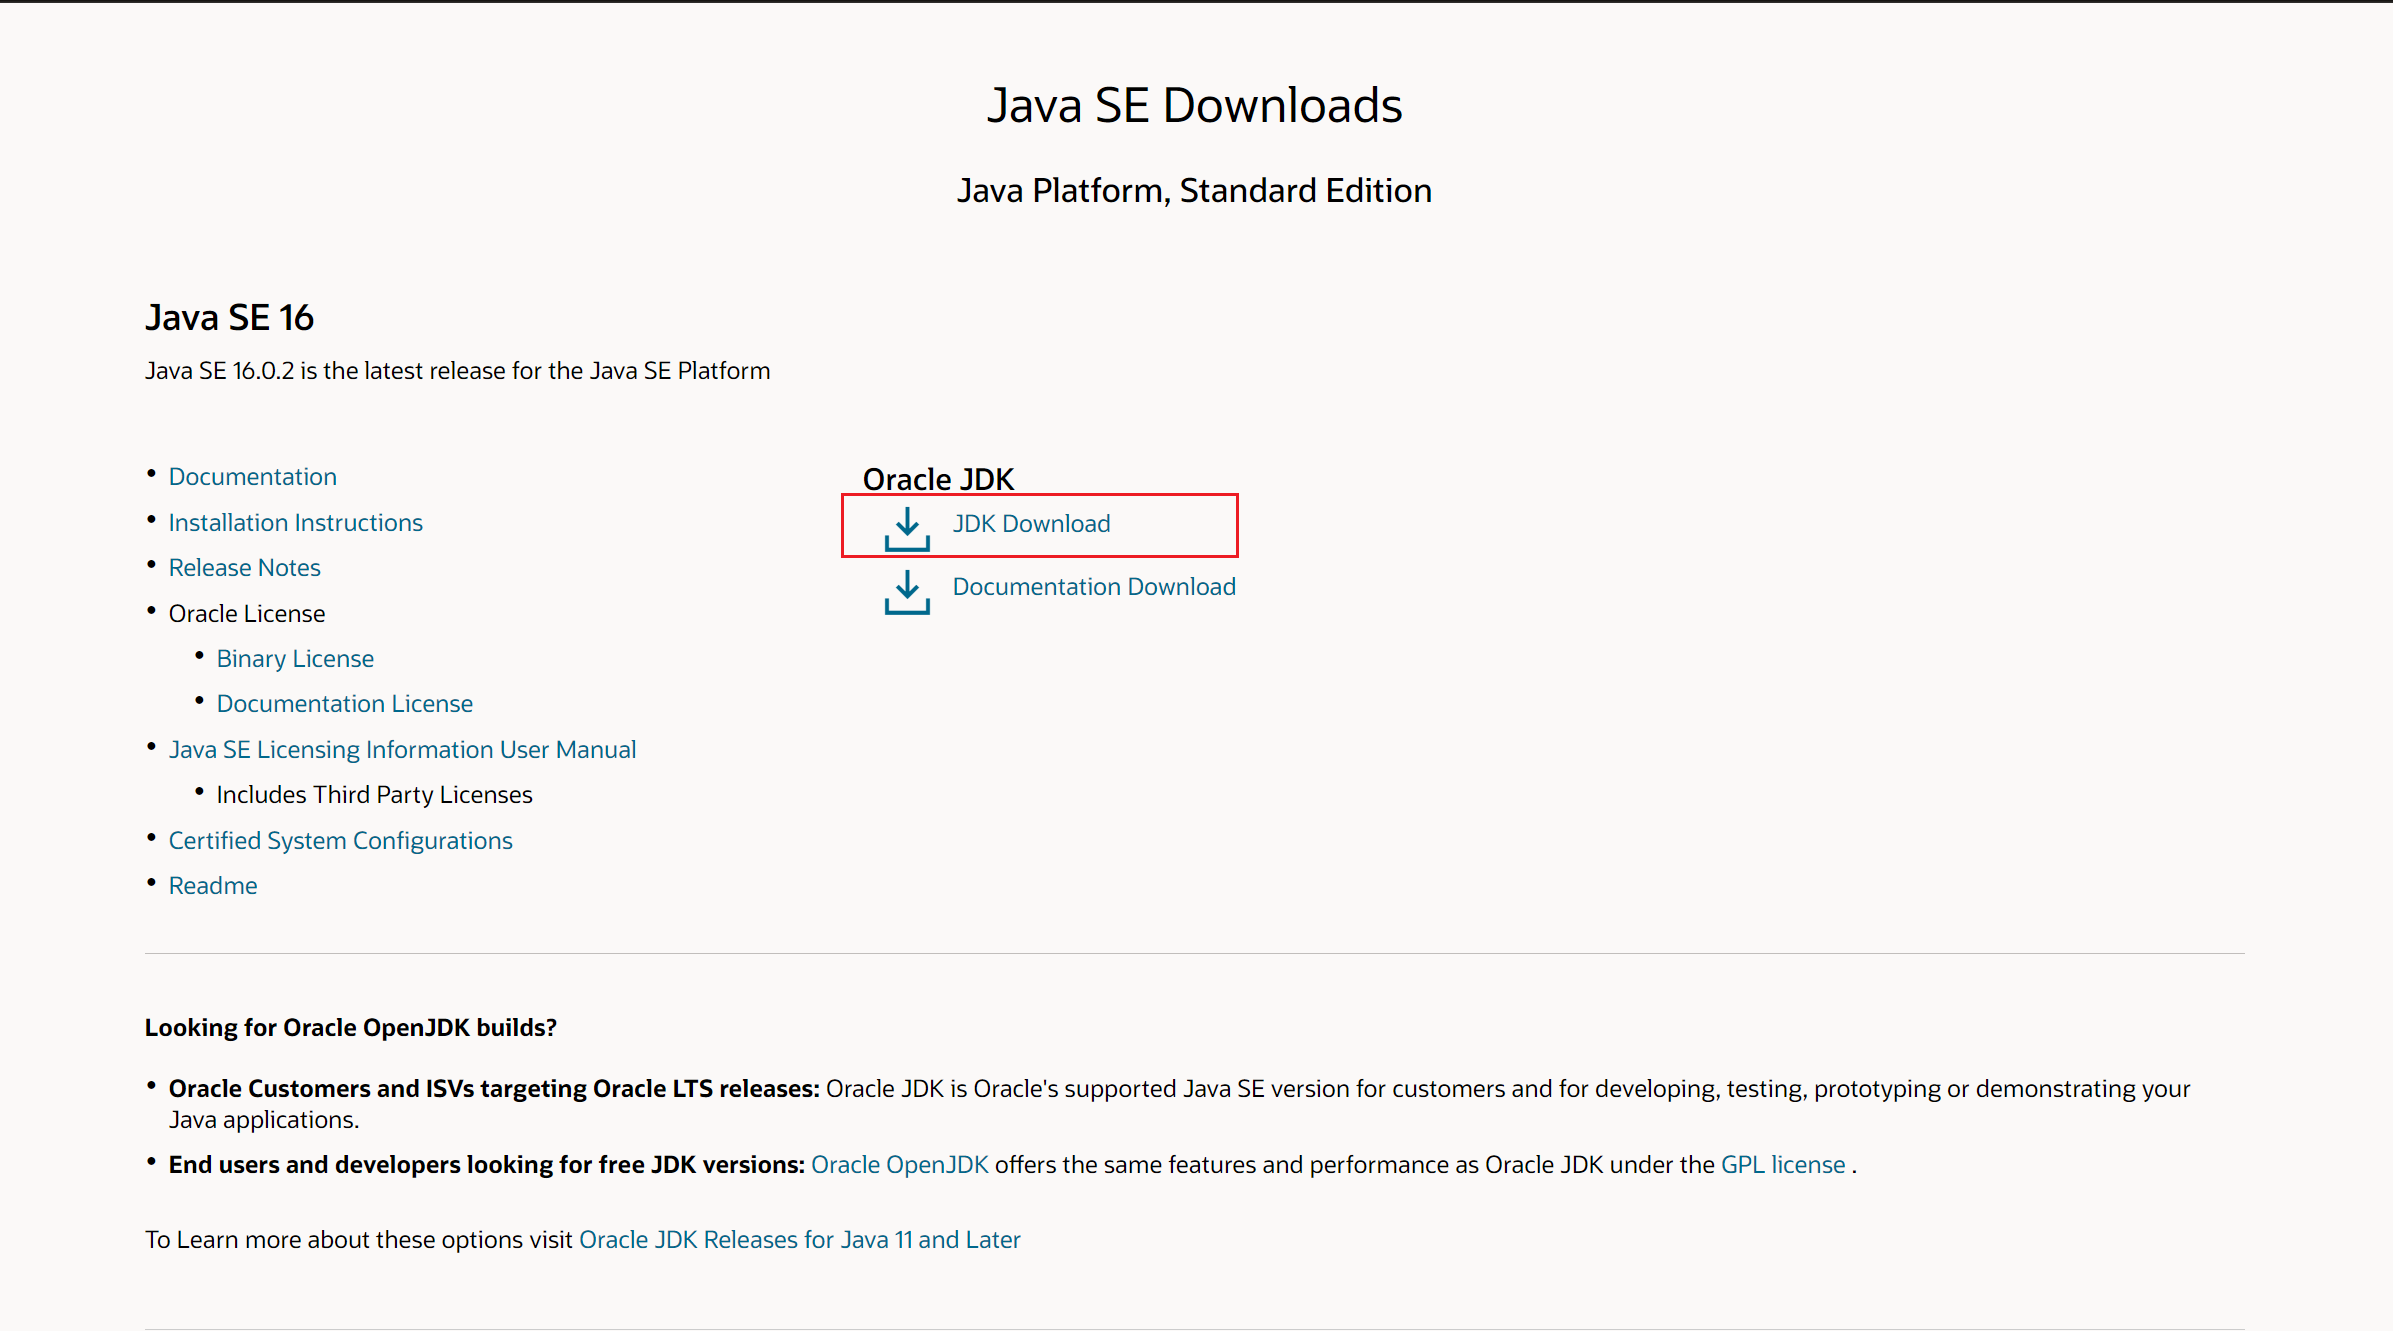 Java SE Downloads
Java Platform, Standard Edition
Java SE 16
Java SE 16.0.2 is the latest release for the Java SE Platform
• Documentation
• Installation Instructions
• Release Notes
• Oracle License
• Binary License
• Documentation License
• Java SE Licensing Information User Manual
• Includes Third Party Licenses
• Certified System Configurations
• Readme
Oracle JDK
JDK Download
Documentation Download
Looking for Oracle OpenJDK builds?
• Oracle Customers and ISVs targeting Oracle LTS releases: Oracle JDK is Oracle's supported Java SE version for customers and for developing, testing, prototyping or demonstrating your
Java applications.
• End users and developers looking for free JDK versions: Oracle OpenJDK offers the same features and performance as Oracle JDK under the GPL license .
To Learn more about these options visit Oracle JDK Releases for Java 11 and Later